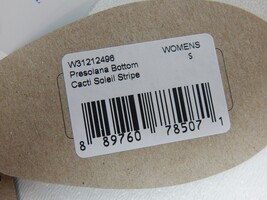 W31212496 WOMENS
Presolana Bottom S
Cacti Soleil Stripe
8 89760 78507 1